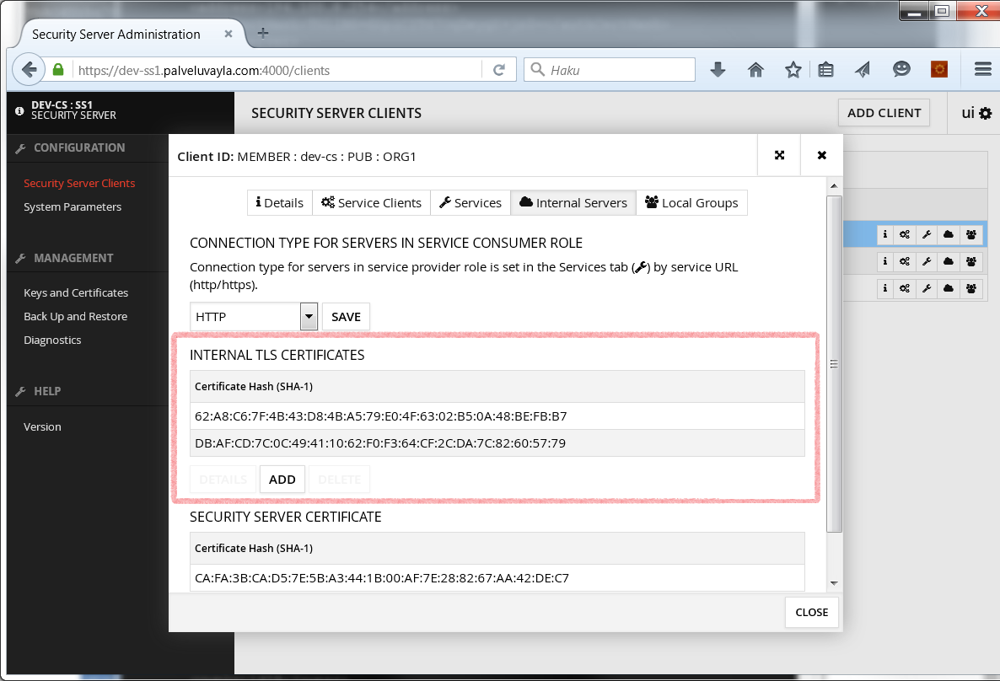 Security Server Administration
https://dev-ss1.palveluvayla.com:4000/clients
Haku
DEV-CS : SS1
SECURITY SERVER
SECURITY SERVER CLIENTS
ADD CLIENT
ui
CONFIGURATION
Security Server Clients
System Parameters
MANAGEMENT
Keys and Certificates
Back Up and Restore
Diagnostics
HELP
Version
Client ID: MEMBER : dev-cs : PUB : ORG1
Details Service Clients Services Internal Servers Local Groups
CONNECTION TYPE FOR SERVERS IN SERVICE CONSUMER ROLE
Connection type for servers in service provider role is set in the Services tab () by service URL
(http/https).
HTTP SAVE
INTERNAL TLS CERTIFICATES
Certificate Hash (SHA-1)
62:A8:C6:7F:4B:43:D8:4B:A5:79:E0:4F:63:02:B5:0A:48:BE:FB:B7
DB:AF:CD:7C:0C:49:41:10:62:F0:F3:64:CF:2C:DA:7C:82:60:57:79
DETAILS ADD DELETE
SECURITY SERVER CERTIFICATE
Certificate Hash (SHA-1)
CA:FA:3B:CA:D5:7E:5B:A3:44:1B:00:AF:7E:28:82:67:AA:42:DE:C7
CLOSE